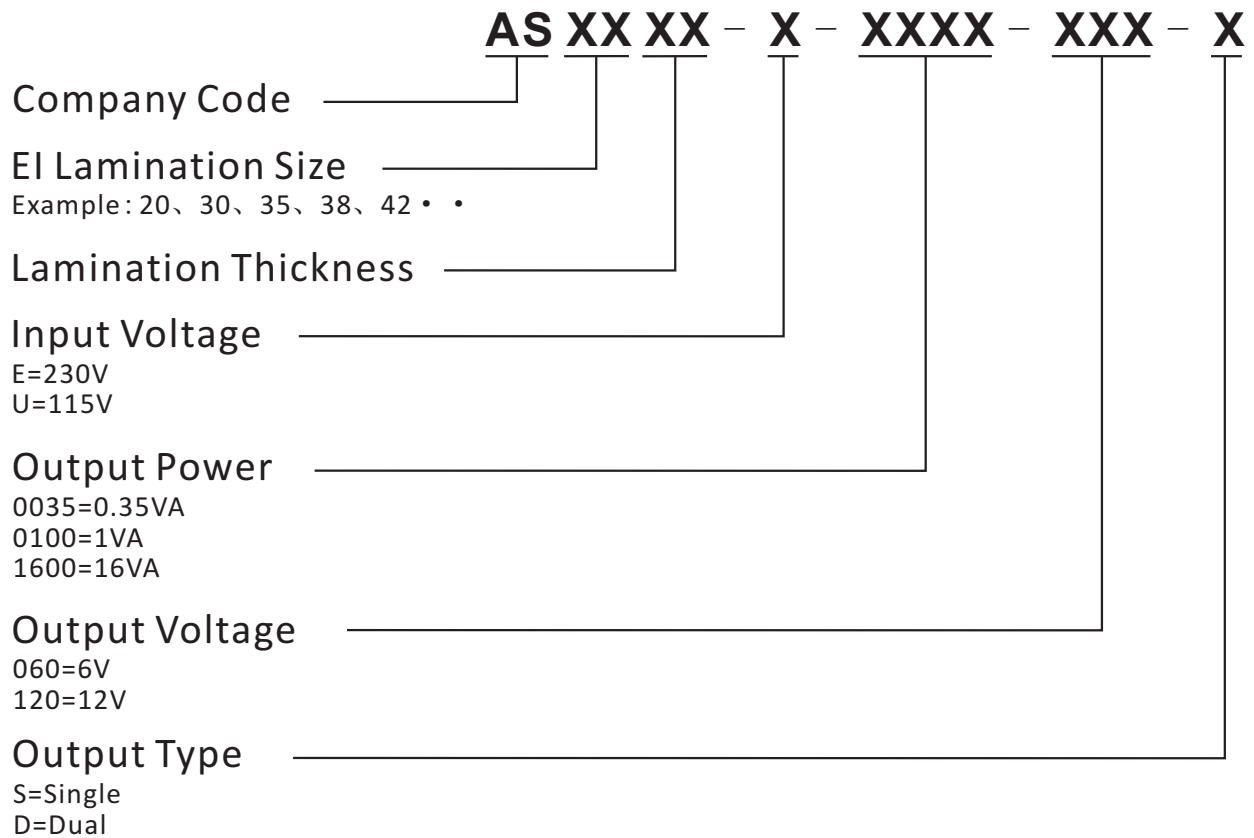 AS XX XX – X – XXXX – XXX – X
Company Code
EI Lamination Size
Example: 20、30、35、38、42・・
Lamination Thickness
Input Voltage
E=230V
U=115V
Output Power
0035=0.35VA
0100=1VA
1600=16VA
Output Voltage
060=6V
120=12V
Output Type
S=Single
D=Dual